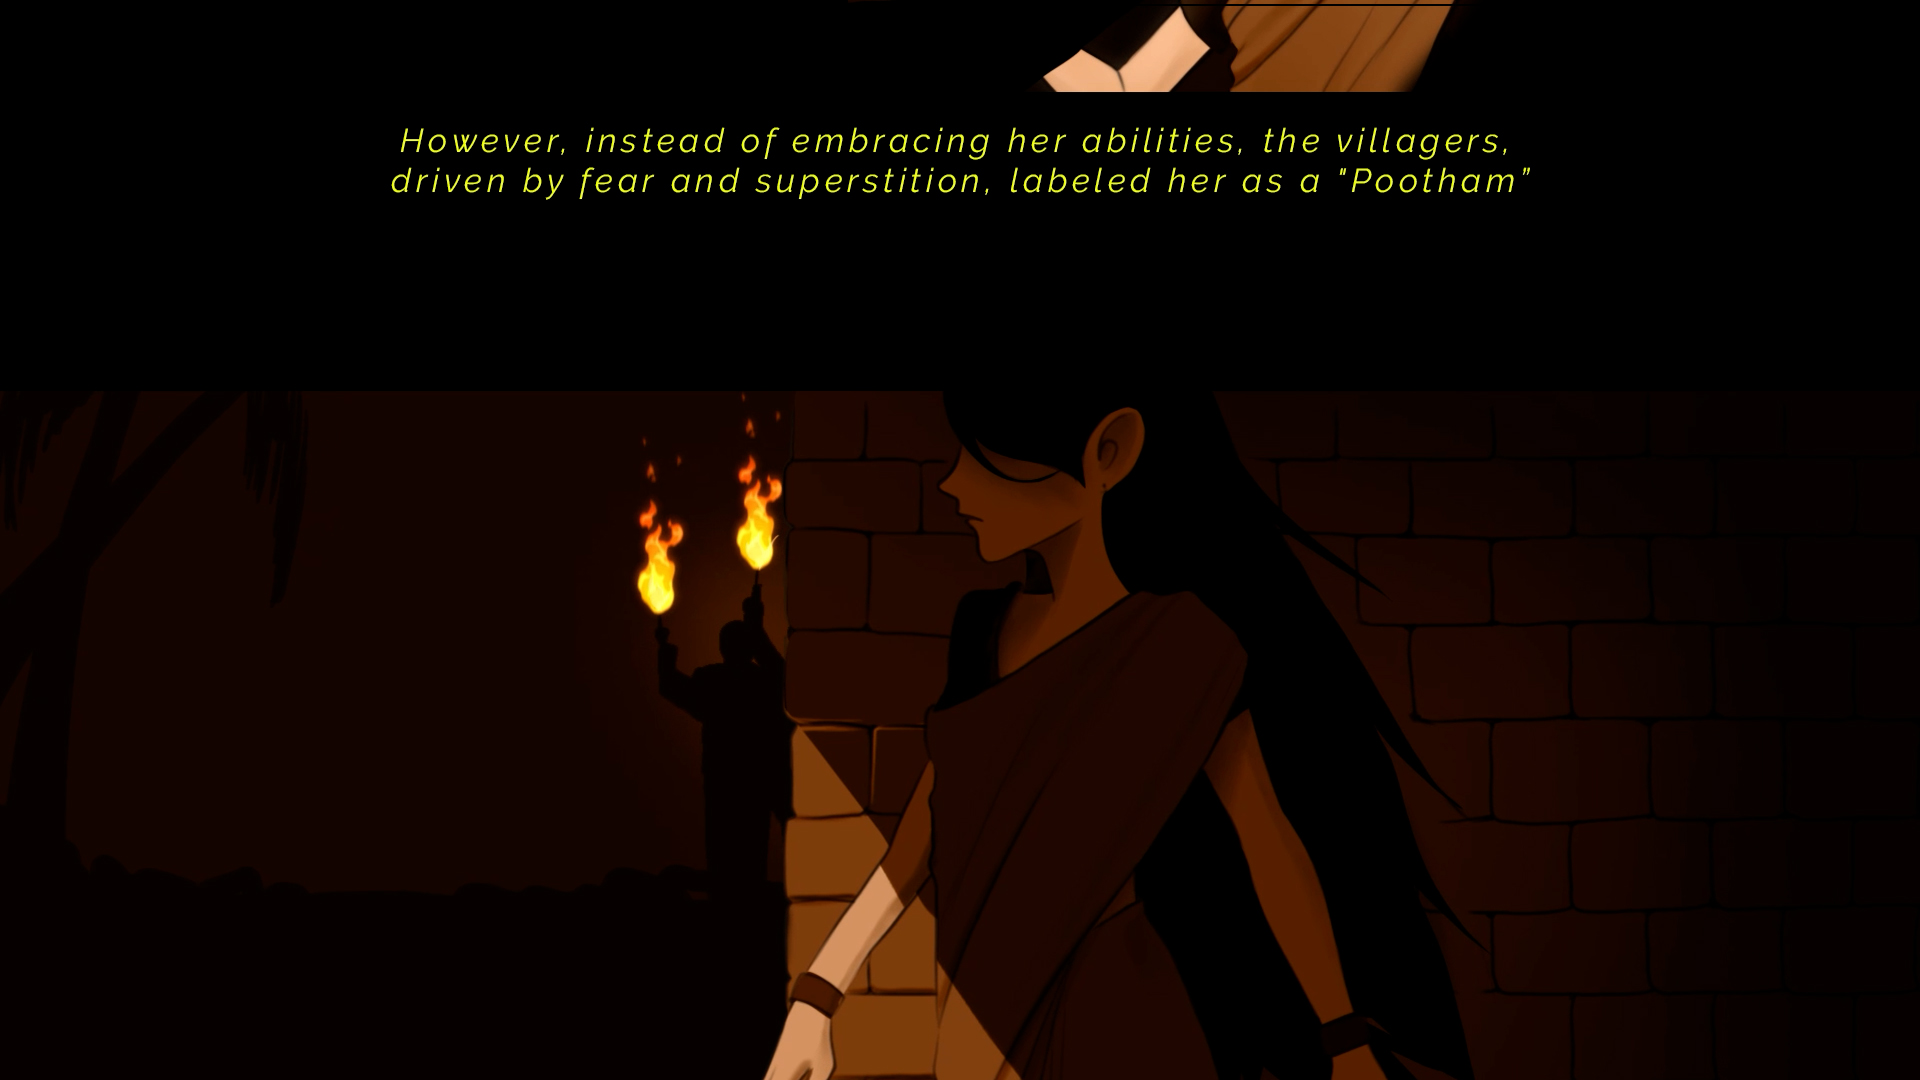 However, instead of embracing her abilities, the villagers,
driven by fear and superstition, labeled her as a "Pootham”